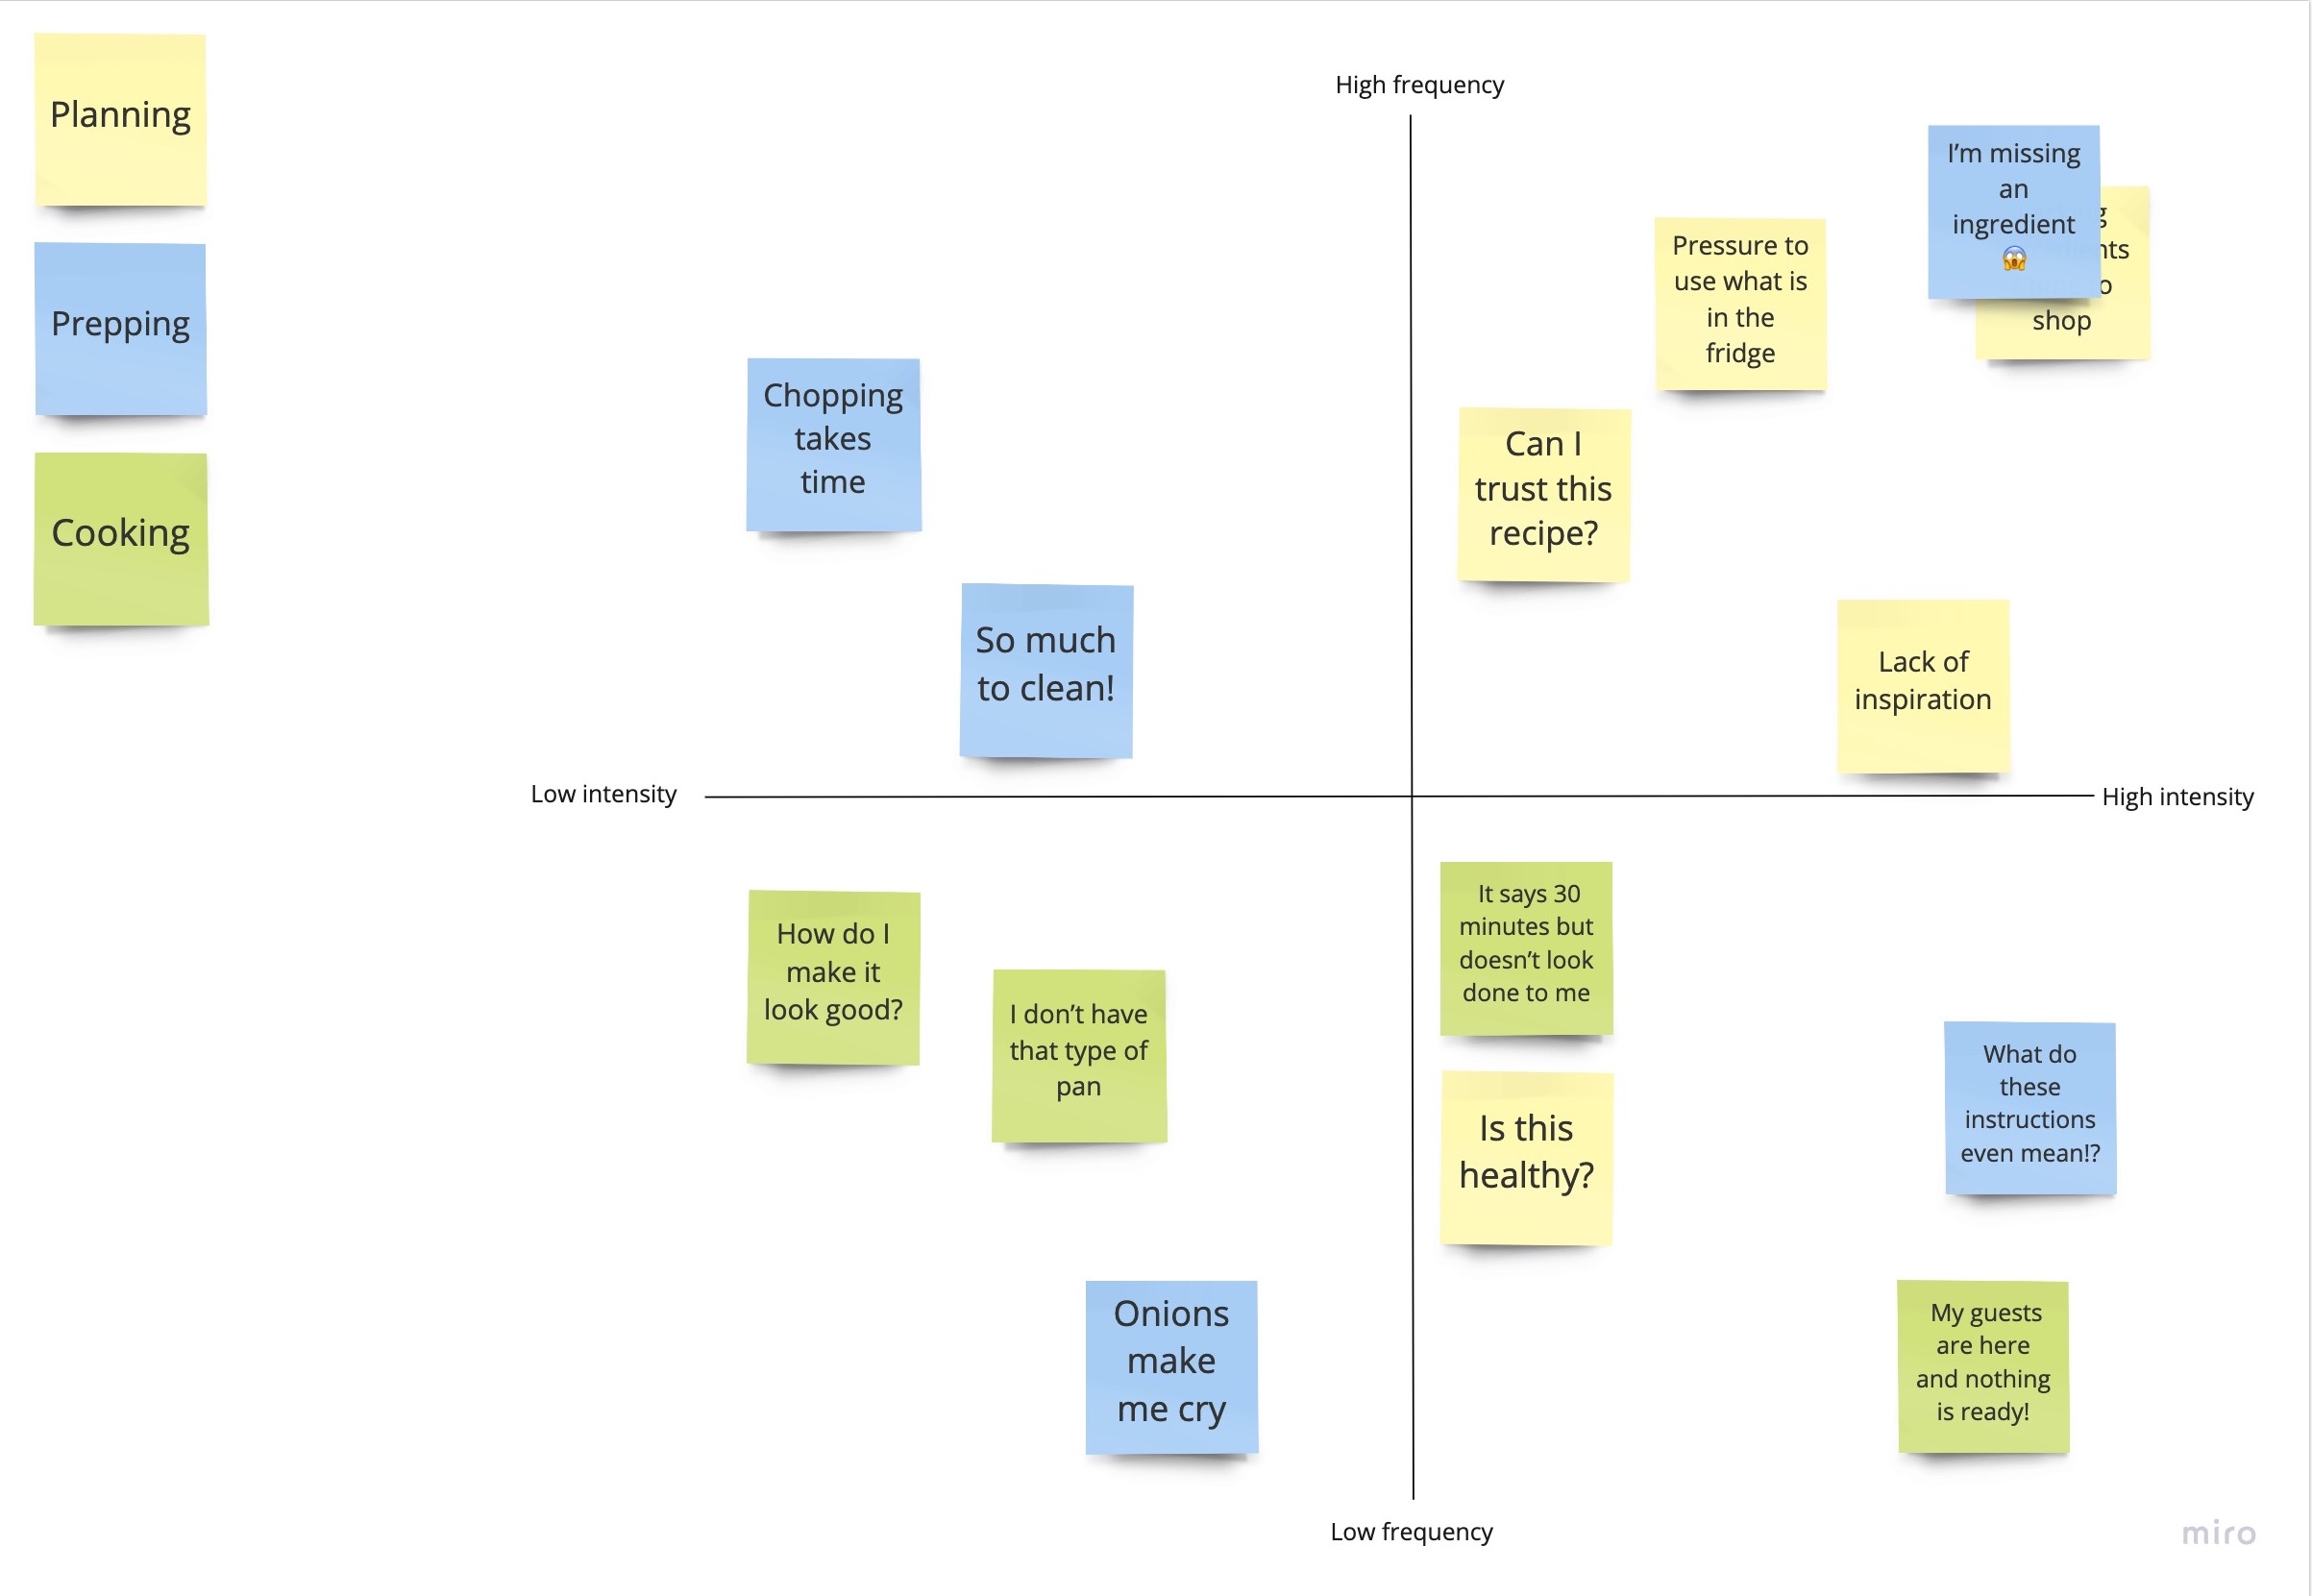 Planning
Prepping
Cooking
High frequency
I’m missing
an
ingredient
😱
shop
Pressure to
use what is
in the
fridge
Chopping
takes
time
Can I
trust this
recipe?
So much
to clean!
Lack of
inspiration
Low intensity
High intensity
How do I
make it
look good?
I don’t have
that type of
pan
It says 30
minutes but
doesn’t look
done to me
Is this
healthy?
What do
these
instructions
even mean!?
Onions
make
me cry
My guests
are here
and nothing
is ready!
Low frequency
miro